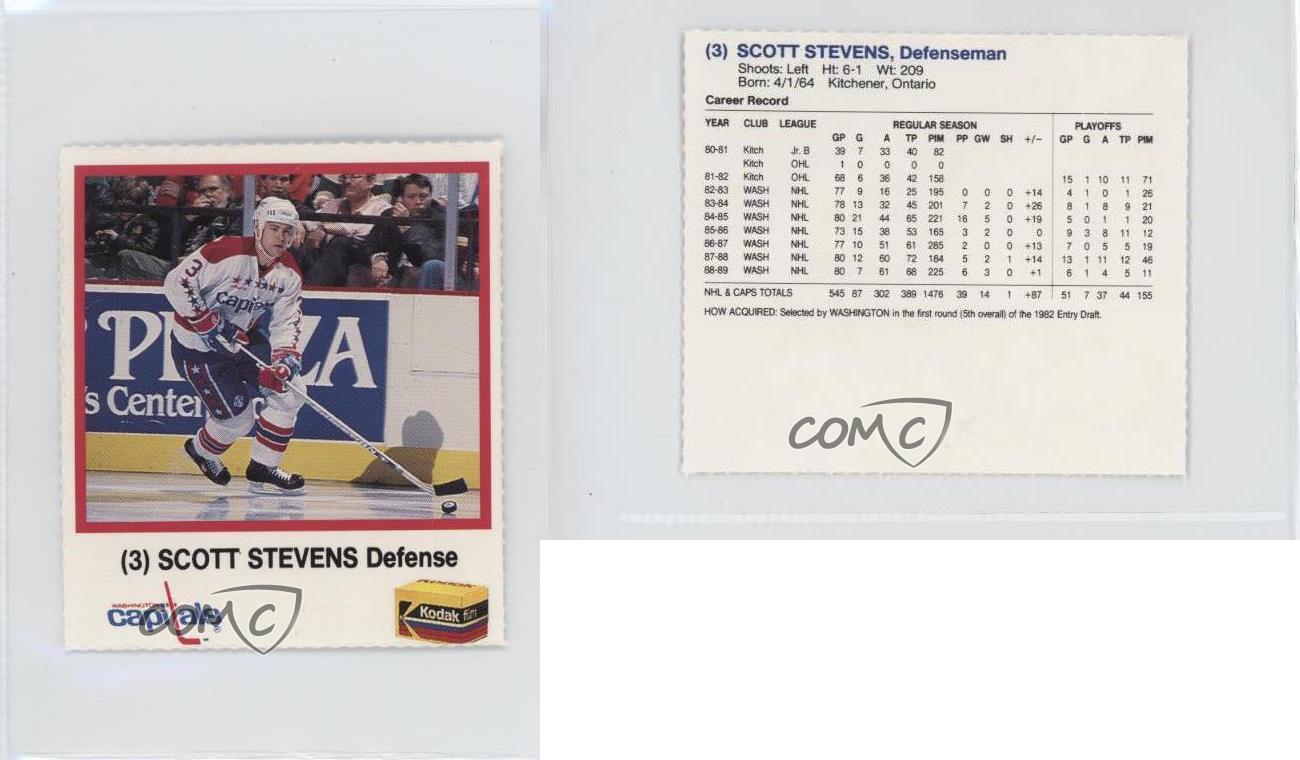 PI ZA
's Center
3
Capitals
(3) SCOTT STEVENS Defense
WASHINGTON
capitals
Kodak film
COMC
(3) SCOTT STEVENS, Defenseman
Shoots: Left Ht: 6-1 Wt: 209
Born: 4/1/64 Kitchener, Ontario
Career Record
YEAR CLUB LEAGUE REGULAR SEASON PLAYOFFS
GP G A TP PIM PP GW SH +/− GP G A TP PIM
80-81 Kitch Jr. B 39 7 33 40 82
Kitch OHL 1 0 0 0 0
81-82 Kitch OHL 68 6 36 42 158 15 1 10 11 71
82-83 WASH NHL 77 9 16 25 195 0 0 0 +14 4 1 0 1 26
83-84 WASH NHL 78 13 32 45 201 7 2 0 +26 8 1 8 9 21
84-85 WASH NHL 80 21 44 65 221 16 5 0 +19 5 0 1 1 20
85-86 WASH NHL 73 15 38 53 165 3 2 0 0 9 3 8 11 12
86-87 WASH NHL 77 10 51 61 285 2 0 0 +13 7 0 5 5 19
87-88 WASH NHL 80 12 60 72 184 5 2 1 +14 13 1 11 12 46
88-89 WASH NHL 80 7 61 68 225 6 3 0 +1 6 1 4 5 11
NHL & CAPS TOTALS 545 87 302 389 1476 39 14 1 +87 51 7 37 44 155
HOW ACQUIRED: Selected by WASHINGTON in the first round (5th overall) of the 1982 Entry Draft.
COMC